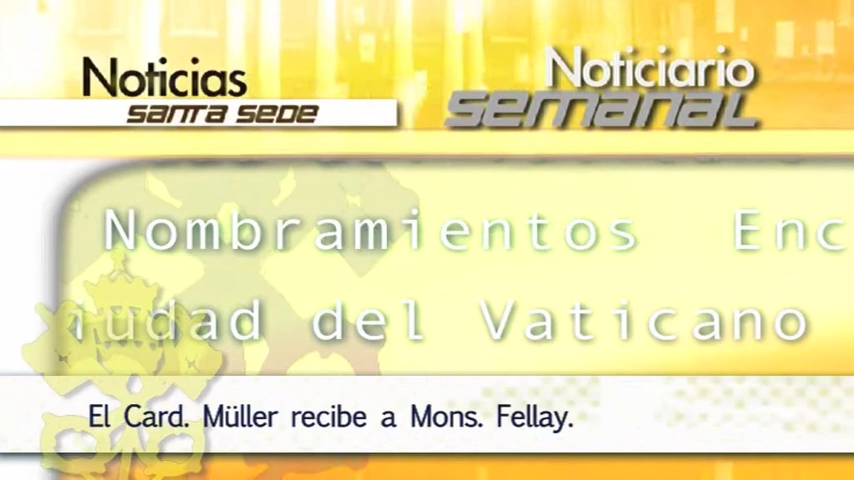 Noticias
santa sede
Noticiario
semanal
Nombramientos Enc
iudad del Vaticano
El Card. Müller recibe a Mons. Fellay.